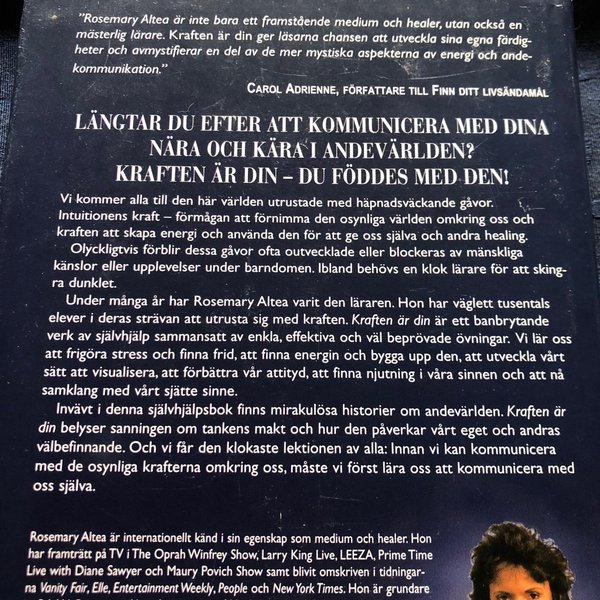 "Rosemary Altea är inte bara ett framstående medium och healer, utan också en
mästerlig lärare. Kraften är din ger läsarna chansen att utveckla sina egna färdig-
heter och avmystifierar en del av de mer mystiska aspekterna av energi och ande-
kommunikation."
CAROL ADRIENNE, FÖRFATTARE TILL FINN DITT LIVSÄNDAMÅL
LÄNGTAR DU EFTER ATT KOMMUNICERA MED DINA
NÄRA OCH KÄRA I ANDEVÄRLDEN?
KRAFTEN ÄR DIN – DU FÖDDES MED DEN!
Vi kommer alla till den här världen utrustade med häpnadsväckande gåvor.
Intuitionens kraft – förmågan att förnimma den osynliga världen omkring oss och
kraften att skapa energi och använda den för att ge oss själva och andra healing.
Olyckligtvis förblir dessa gåvor ofta outvecklade eller blockeras av mänskliga
känslor eller upplevelser under barndomen. Ibland behövs en klok lärare för att sking-
ra dunklet.
Under många år har Rosemary Altea varit den läraren. Hon har väglett tusentals
elever i deras strävan att utrusta sig med kraften. Kraften är din är ett banbrytande
verk av självhjälp sammansatt av enkla, effektiva och väl beprövade övningar. Vi lär oss
att frigöra stress och finna frid, att finna energin och bygga upp den, att utveckla vårt
sätt att visualisera, att förbättra vår attityd, att finna njutning i våra sinnen och att nå
samklang med vårt sjätte sinne.
Invävt i denna självhjälpsbok finns mirakulösa historier om andevärlden. Kraften är
din belyser sanningen om tankens makt och hur den påverkar vårt eget och andras
välbefinnande. Och vi får den klokaste lektionen av alla: Innan vi kan kommunicera
med de osynliga krafterna omkring oss, måste vi först lära oss att kommunicera med
oss själva.
Rosemary Altea är internationellt känd i sin egenskap som medium och healer. Hon
har framträtt på TV i The Oprah Winfrey Show, Larry King Live, LEEZA, Prime Time
Live with Diane Sawyer och Maury Povich Show samt blivit omskriven i tidningar-
na Vanity Fair, Elle, Entertainment Weekly, People och New York Times. Hon är grundare